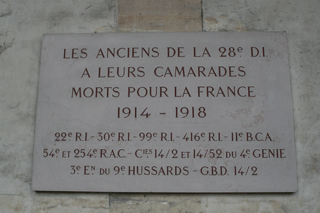 LES ANCIENS DE LA 28e D.I.
A LEURS CAMARADES
MORTS POUR LA FRANCE
1914 - 1918
22e R.I.- 30e R.I.- 99e R.I.- 416e R.I.- 11e B.C.A.
54e ET 254e R.A.C.- Cies 14/2 ET 14/52 DU 4e GENIE
3e En DU 9e HUSSARDS - G.B.D. 14/2